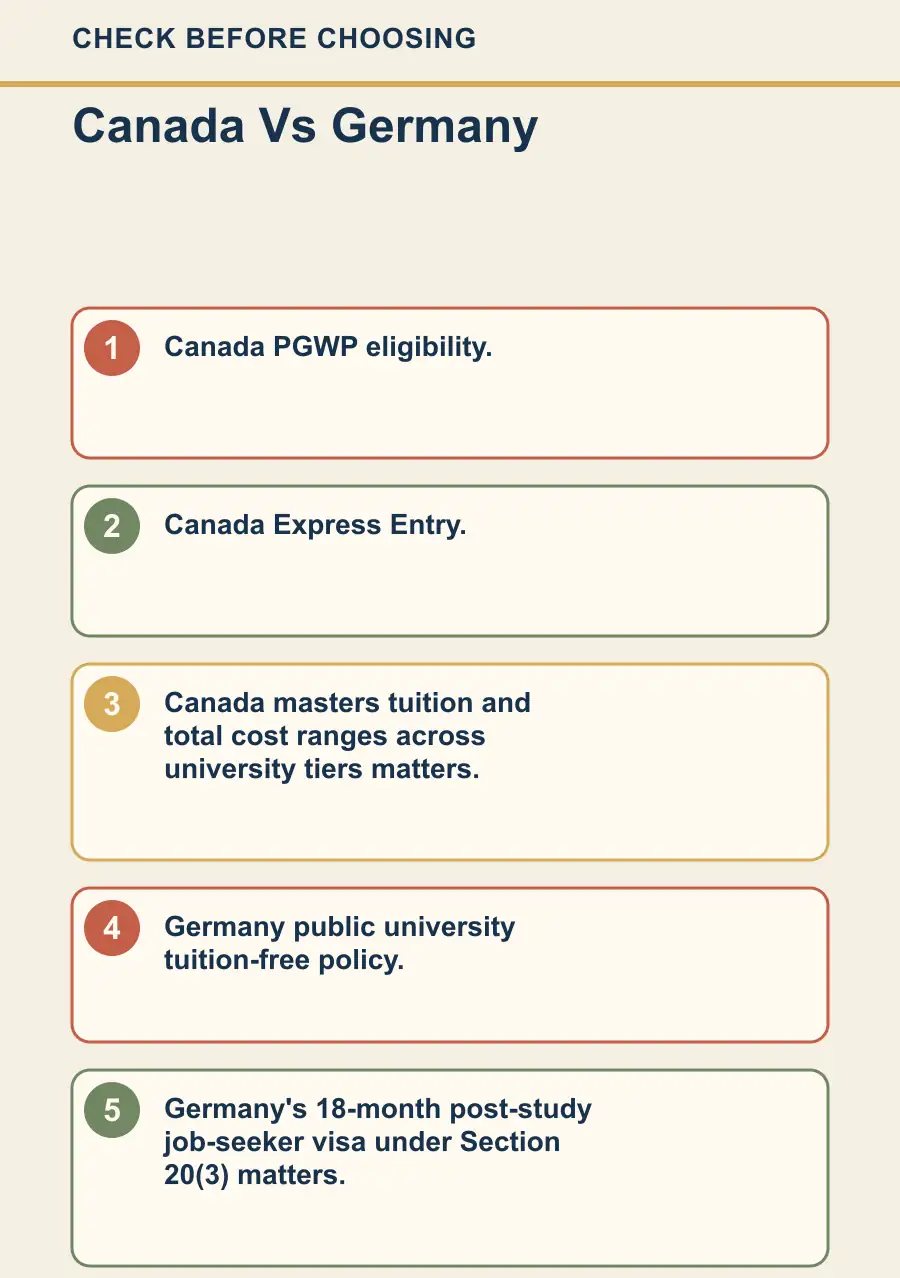 CHECK BEFORE CHOOSING
Canada Vs Germany
1
Canada PGWP eligibility.
2
Canada Express Entry.
3
Canada masters tuition and
total cost ranges across
university tiers matters.
4
Germany public university
tuition-free policy.
5
Germany's 18-month post-study
job-seeker visa under Section
20(3) matters.